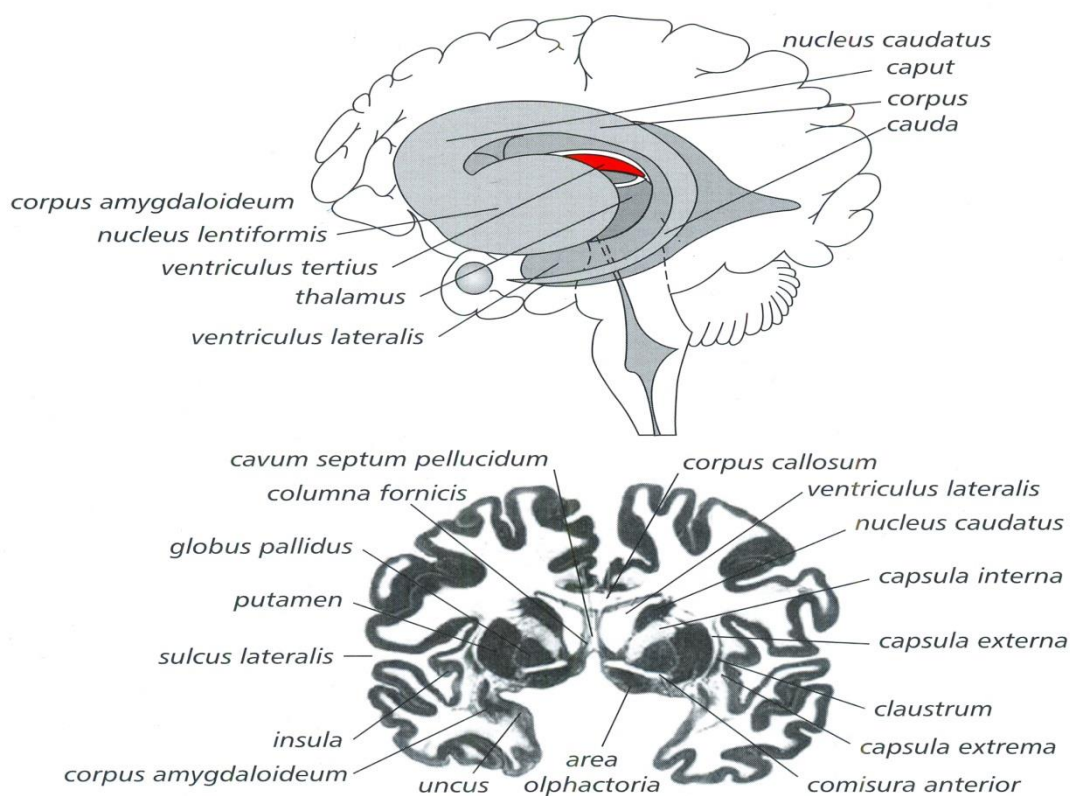 nucleus caudatus
caput
corpus
cauda
corpus amygdaloideum
nucleus lentiformis
ventriculus tertius
thalamus
ventriculus lateralis
cavum septum pellucidum
corpus callosum
columna fornicis
ventriculus lateralis
nucleus caudatus
globus pallidus
capsula interna
putamen
capsula externa
sulcus lateralis
claustrum
insula
capsula extrema
corpus amygdaloideum
uncus
area
olphactoria
comisura anterior